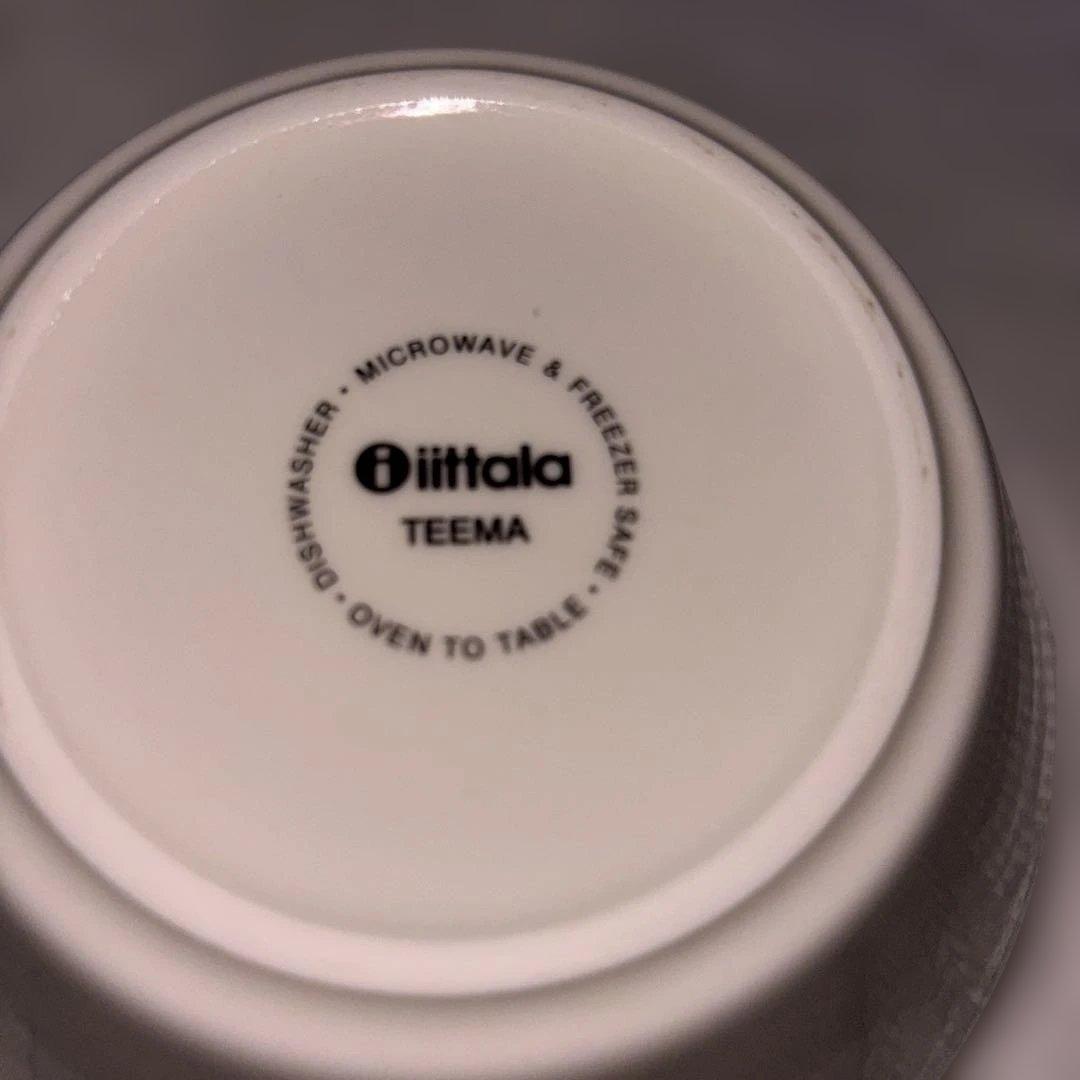 DISHWASHER • MICROWAVE & FREEZER SAFE • OVEN TO TABLE •
i iittala
TEEMA